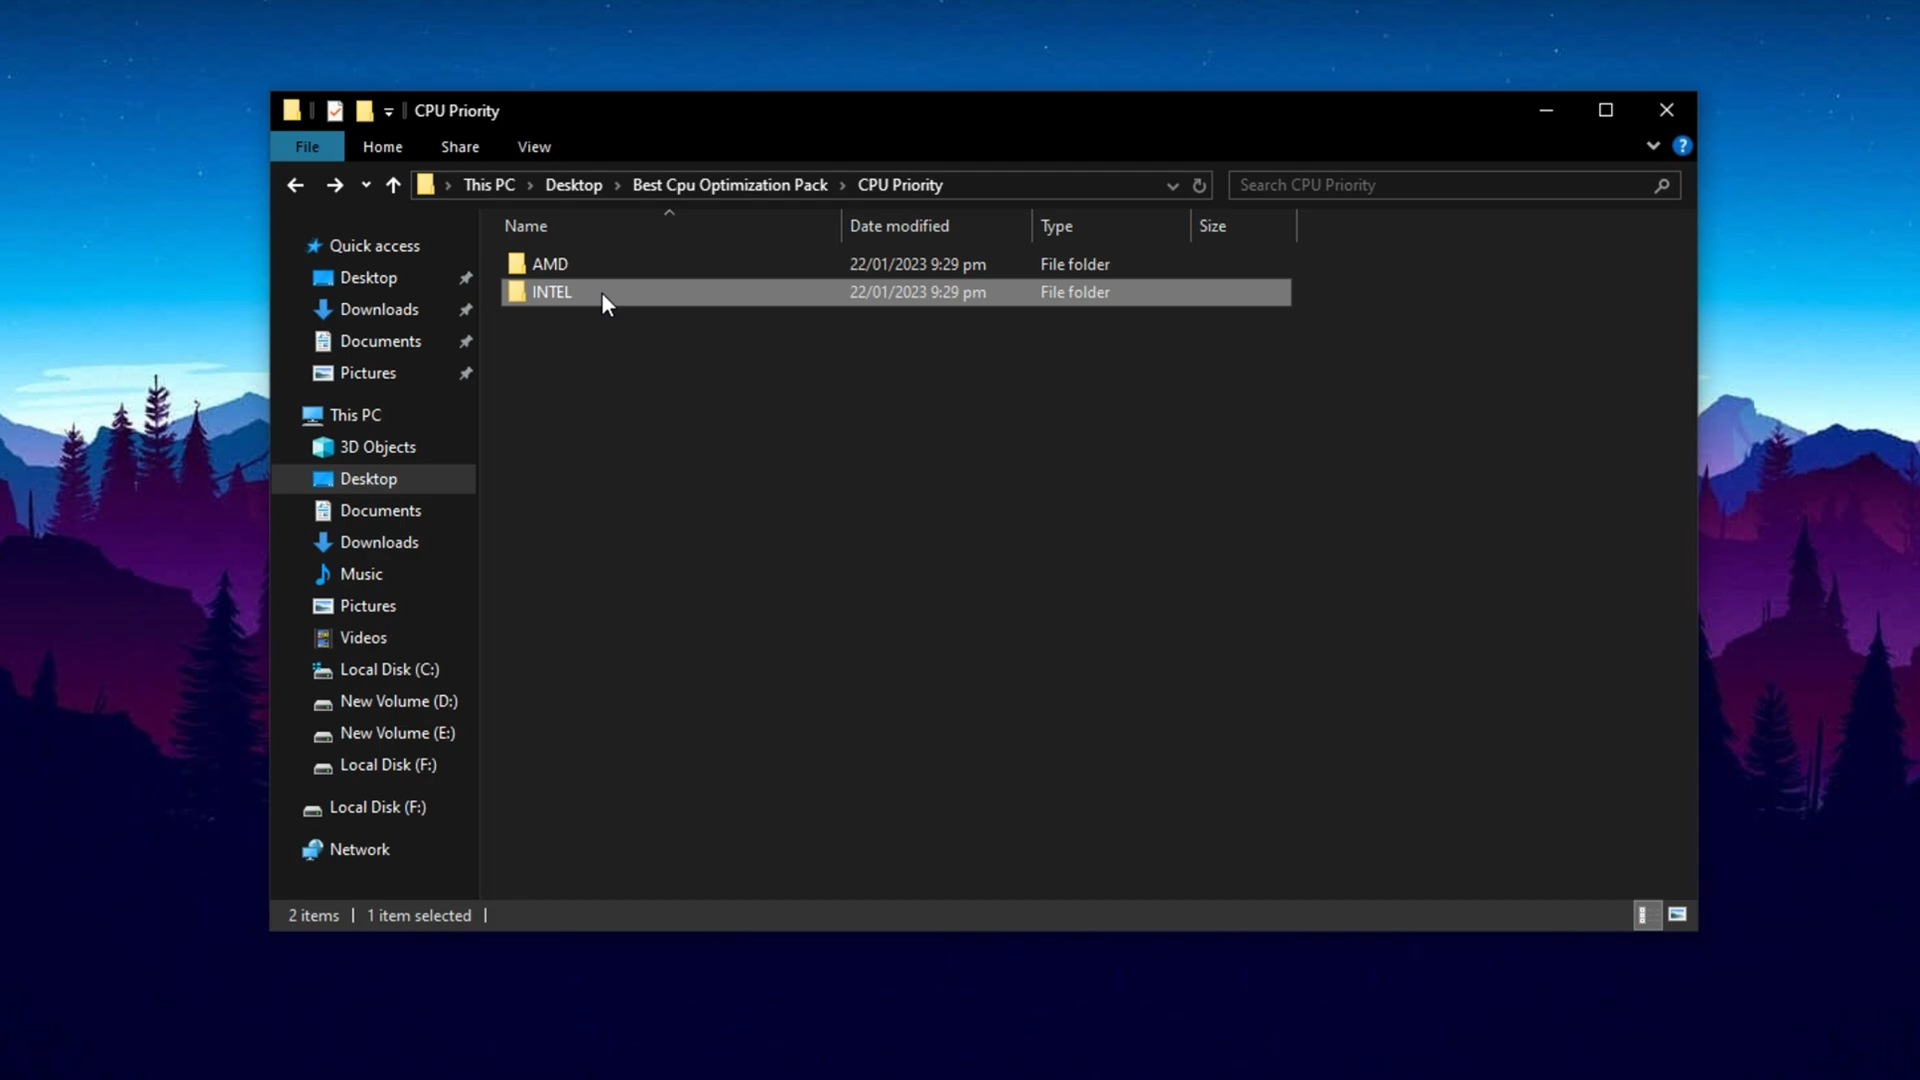 CPU Priority
File Home Share View
This PC Desktop Best Cpu Optimization Pack CPU Priority
Search CPU Priority
Name Date modified Type Size
AMD 22/01/2023 9:29 pm File folder
INTEL 22/01/2023 9:29 pm File folder
Quick access
Desktop
Downloads
Documents
Pictures
This PC
3D Objects
Desktop
Documents
Downloads
Music
Pictures
Videos
Local Disk (C:)
New Volume (D:)
New Volume (E:)
Local Disk (F:)
Local Disk (F:)
Network
2 items 1 item selected